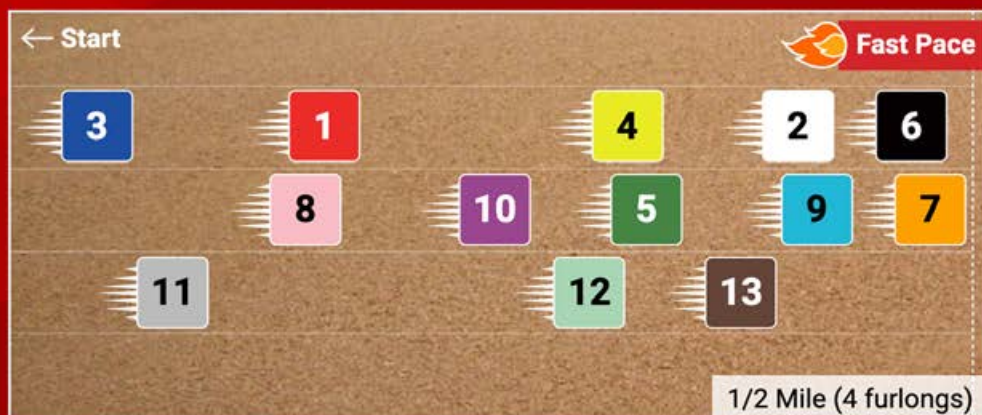 ← Start
Fast Pace
3 1 4 2 6
8 10 5 9 7
11 12 13
1/2 Mile (4 furlongs)